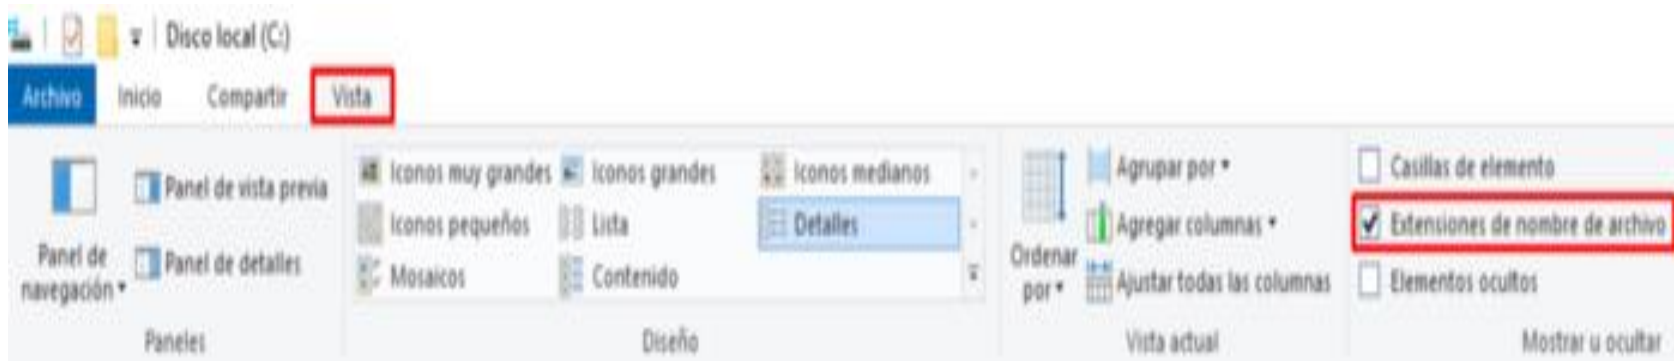 Disco local (C:)
Archivo Inicio Compartir Vista
Panel de navegación
Panel de vista previa
Panel de detalles
Paneles
Iconos muy grandes Iconos grandes Iconos medianos
Iconos pequeños Lista Detalles
Mosaicos Contenido
Diseño
Ordenar por
Agrupar por
Agregar columnas
Ajustar todas las columnas
Vista actual
Casillas de elemento
Extensiones de nombre de archivo
Elementos ocultos
Mostrar u ocultar